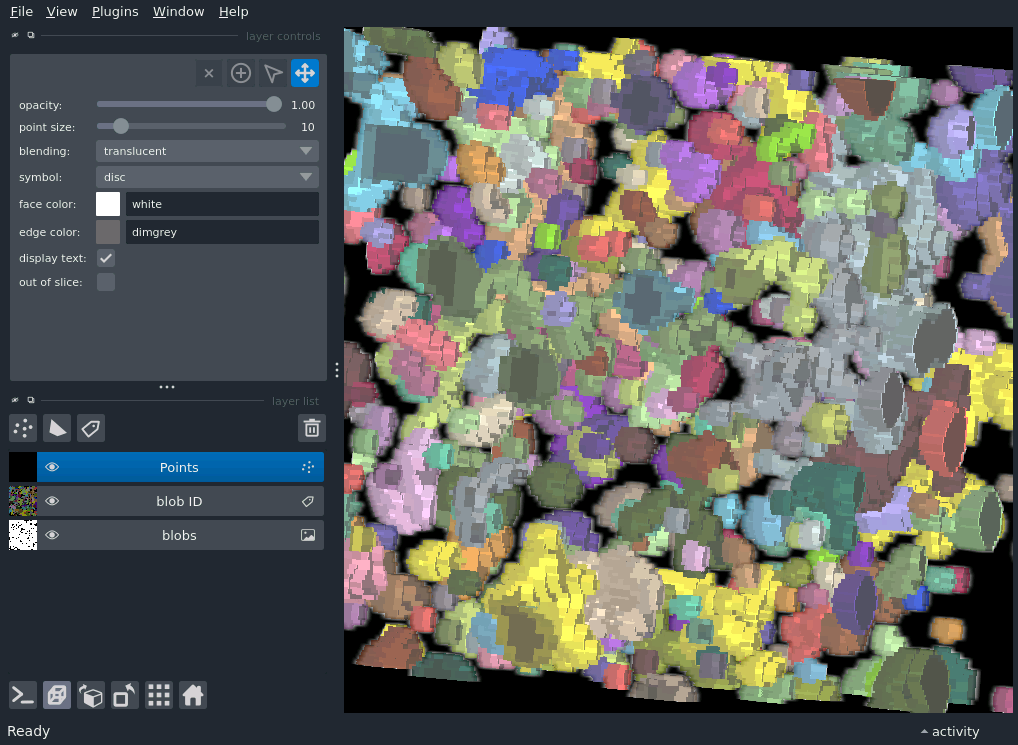 File View Plugins Window Help
layer controls
opacity: 1.00
point size: 10
blending: translucent
symbol: disc
face color: white
edge color: dimgrey
display text:
out of slice:
layer list
Points
blob ID
blobs
Ready activity